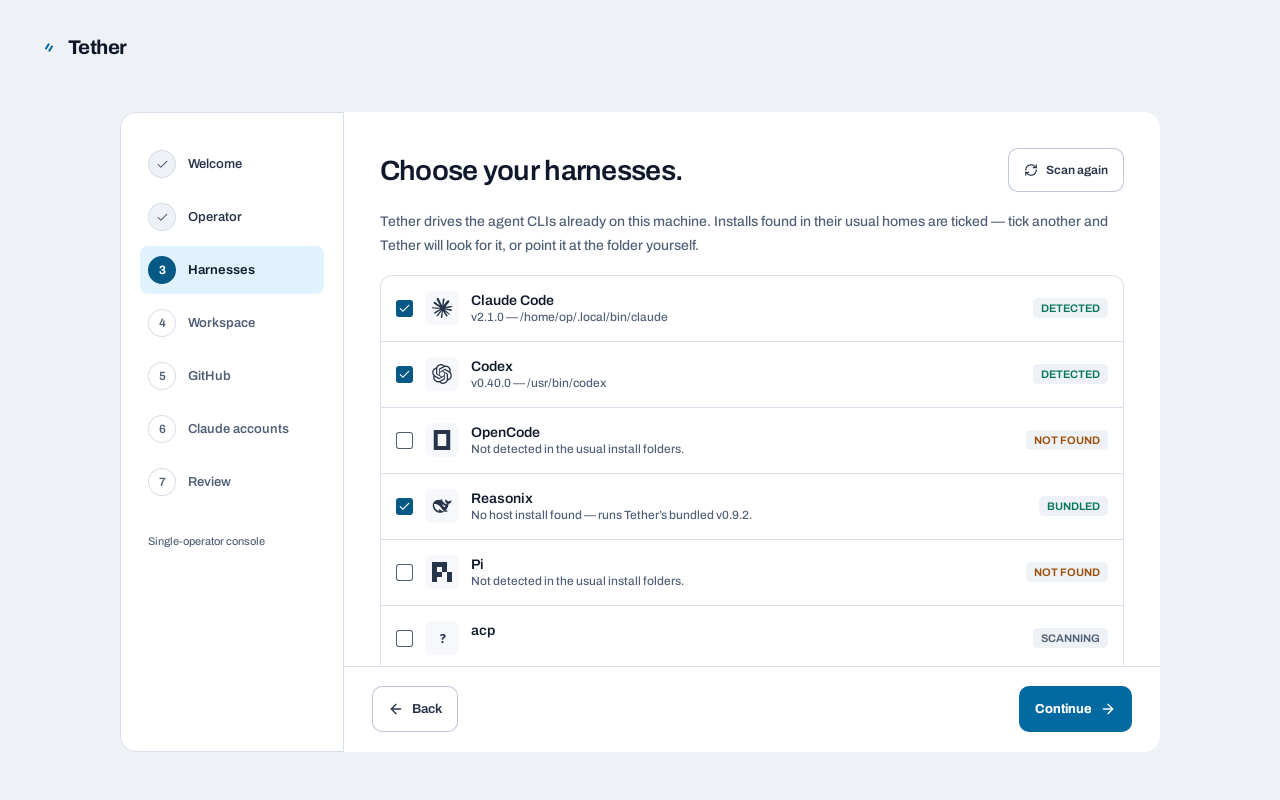 Tether
Welcome
Operator
3 Harnesses
4 Workspace
5 GitHub
6 Claude accounts
7 Review
Single-operator console
Choose your harnesses.
Scan again
Tether drives the agent CLIs already on this machine. Installs found in their usual homes are ticked — tick another and
Tether will look for it, or point it at the folder yourself.
Claude Code
v2.1.0 — /home/op/.local/bin/claude
DETECTED
Codex
v0.40.0 — /usr/bin/codex
DETECTED
OpenCode
Not detected in the usual install folders.
NOT FOUND
Reasonix
No host install found — runs Tether's bundled v0.9.2.
BUNDLED
Pi
Not detected in the usual install folders.
NOT FOUND
?
acp
SCANNING
Back
Continue